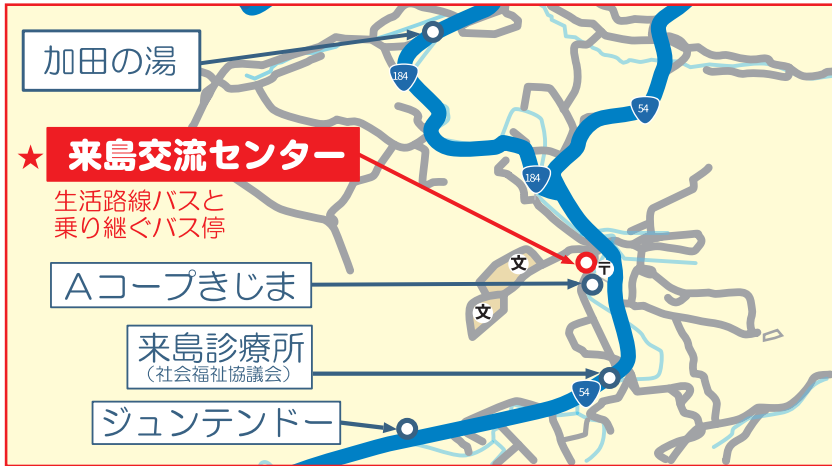 加田の湯
184
54
★ 来島交流センター
184
生活路線バスと
乗り継ぐバス停
文
〒
Aコープきじま
文
来島診療所
(社会福祉協議会)
54
ジュンテンドー